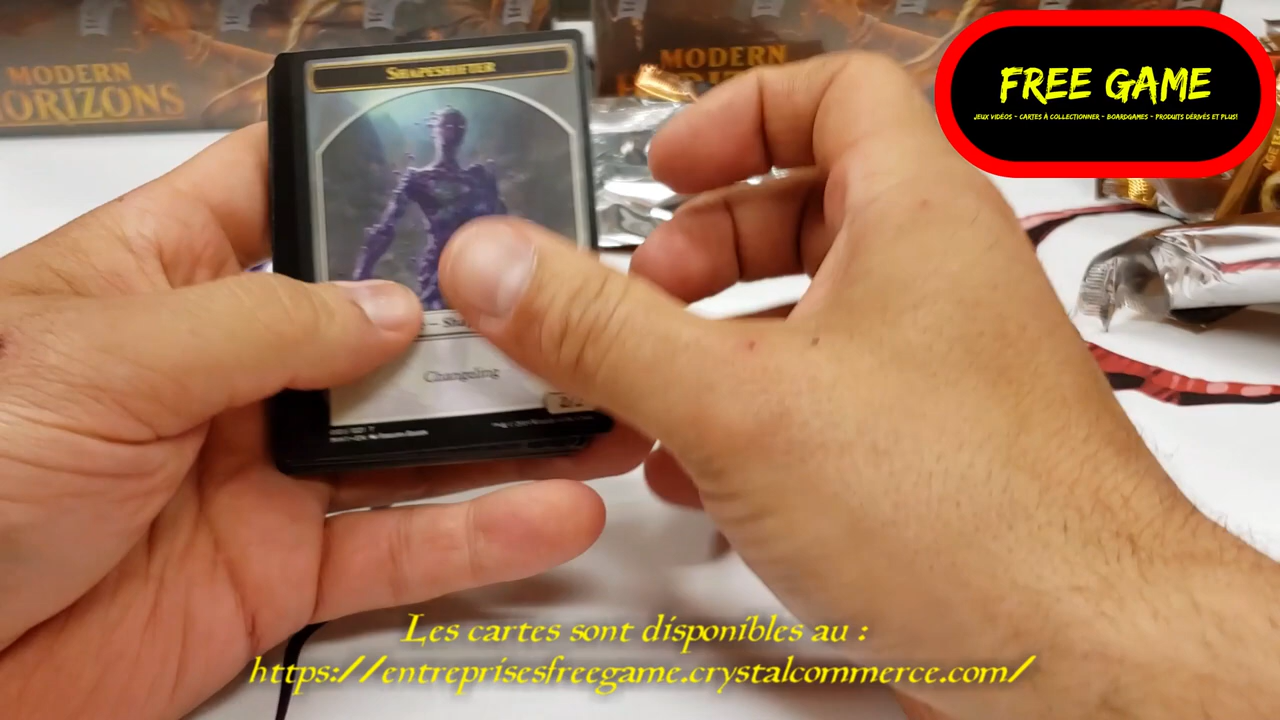 MODERN
HORIZONS
MODERN
SHAPESHIFTER
Changeling
FREE GAME
JEUX VIDÉOS - CARTES À COLLECTIONNER - BOARDGAMES - PRODUITS DÉRIVÉS ET PLUS!
Les cartes sont disponibles au :
https://entreprisesfreegame.crystalcommerce.com/